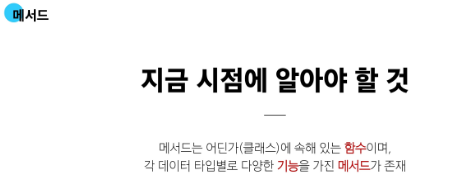 메서드
지금 시점에 알아야 할 것
메서드는 어딘가(클래스)에 속해 있는 함수이며,
각 데이터 타입별로 다양한 기능을 가진 메서드가 존재